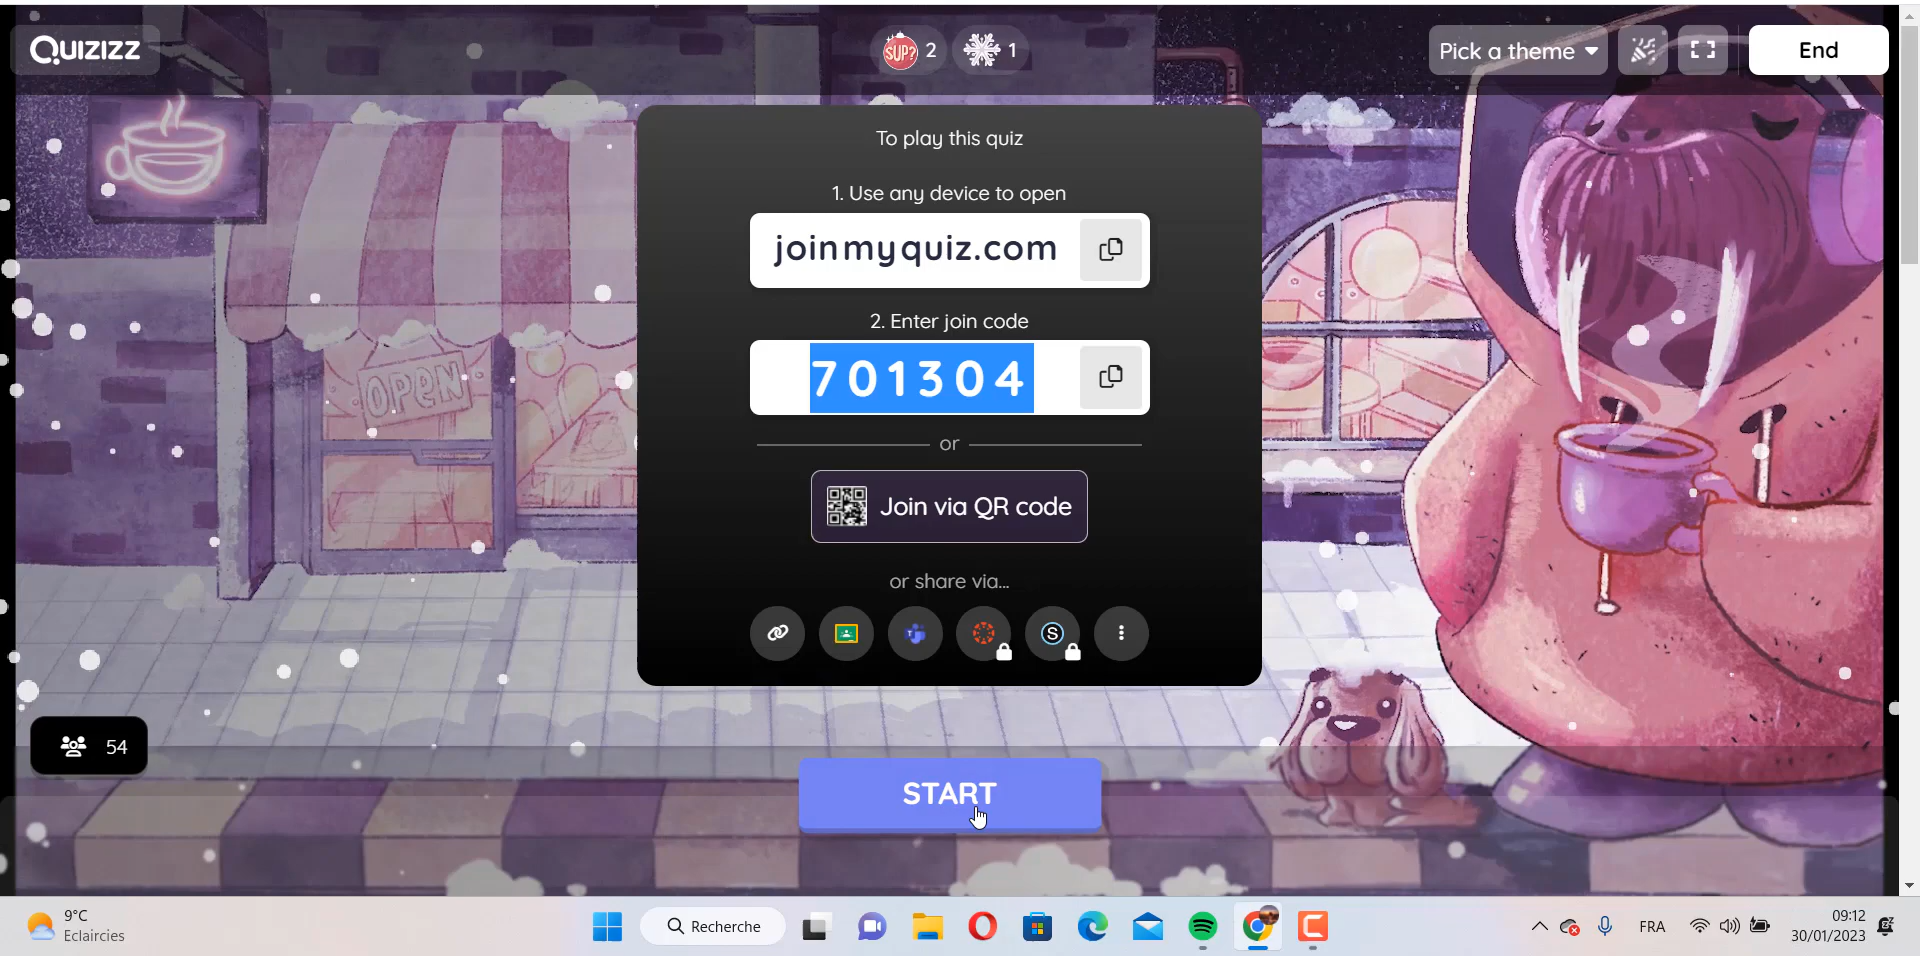 QUIZIZZ
SUP? 2
1
Pick a theme
End
To play this quiz
1. Use any device to open
joinmyquiz.com
2. Enter join code
701304
OPEN
or
Join via QR code
or share via...
S
54
START
9°C
Eclaircies
Recherche
FRA
09:12
30/01/2023